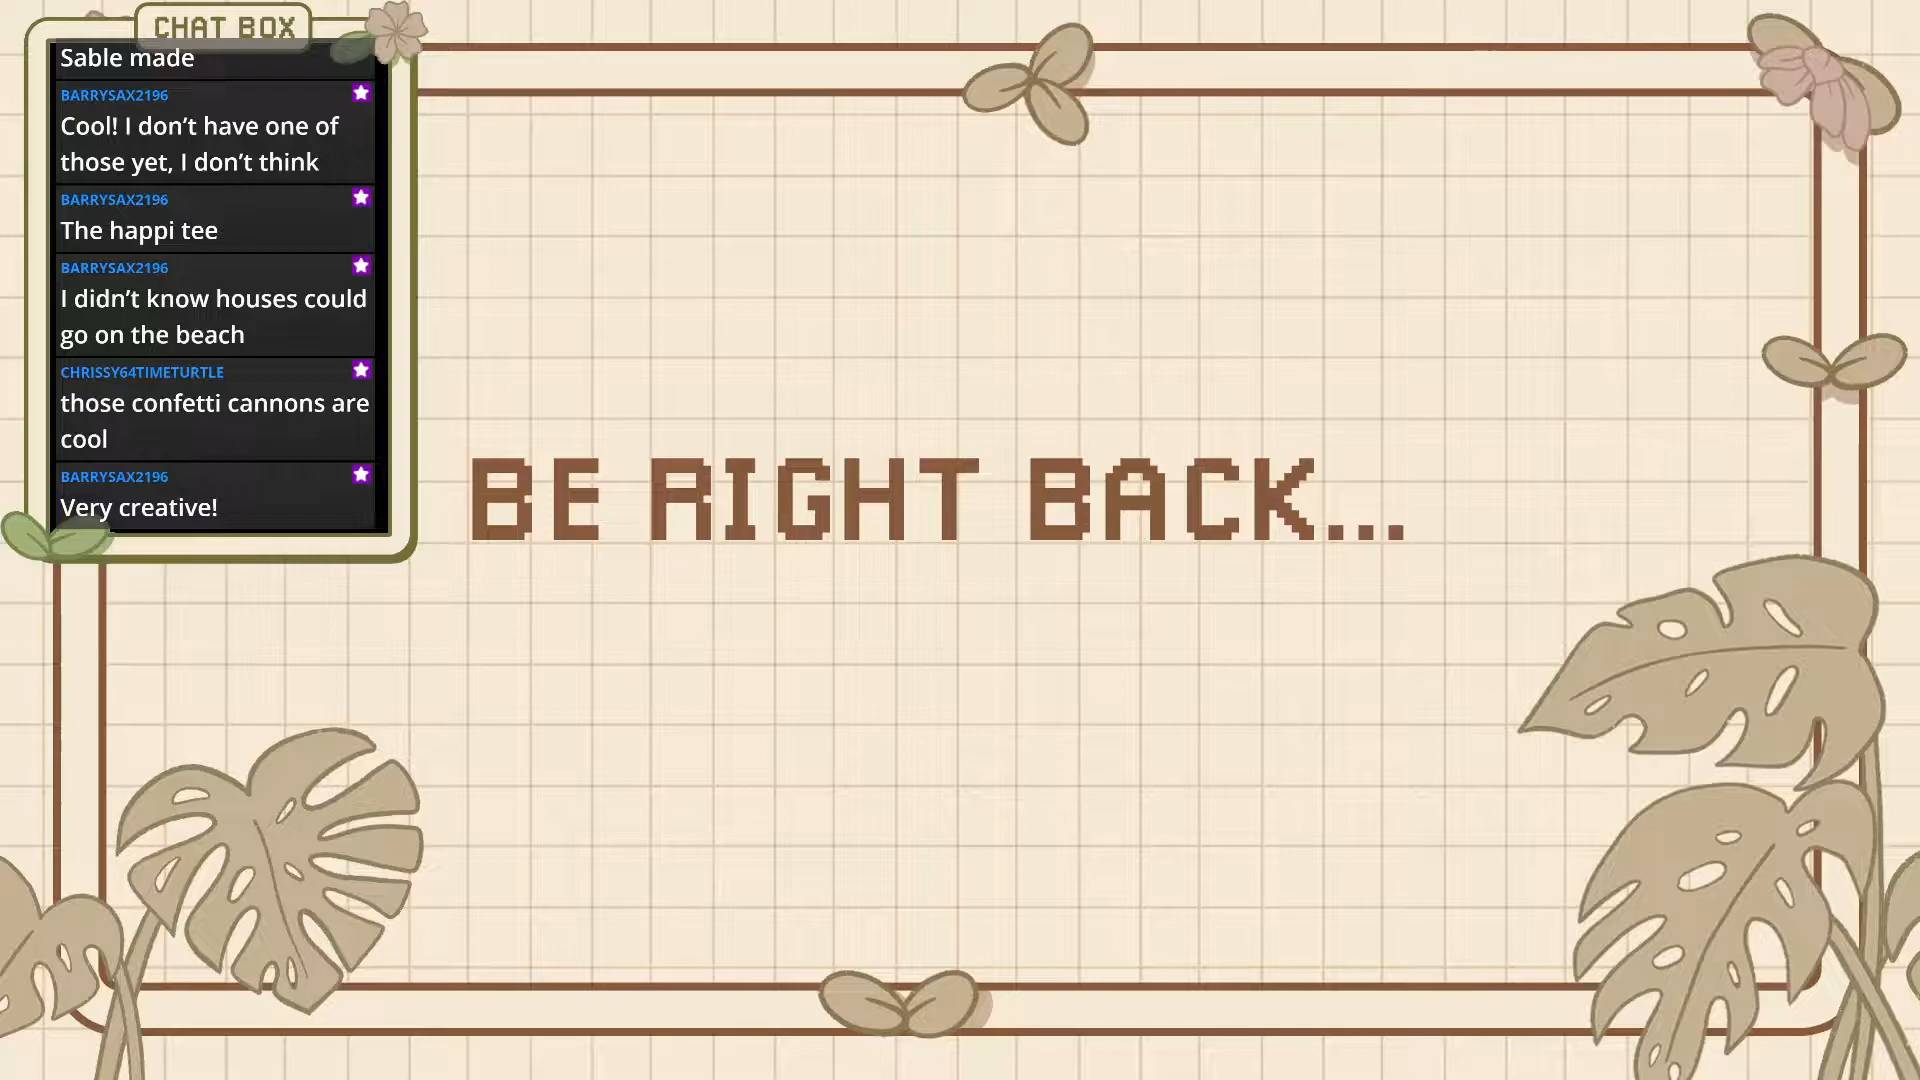 CHAT BOX
Sable made
BARRYSAX2196
Cool! I don't have one of
those yet, I don't think
BARRYSAX2196
The happi tee
BARRYSAX2196
I didn't know houses could
go on the beach
CHRISSY64TIMETURTLE
those confetti cannons are
cool
BARRYSAX2196
Very creative!
BE RIGHT BACK...